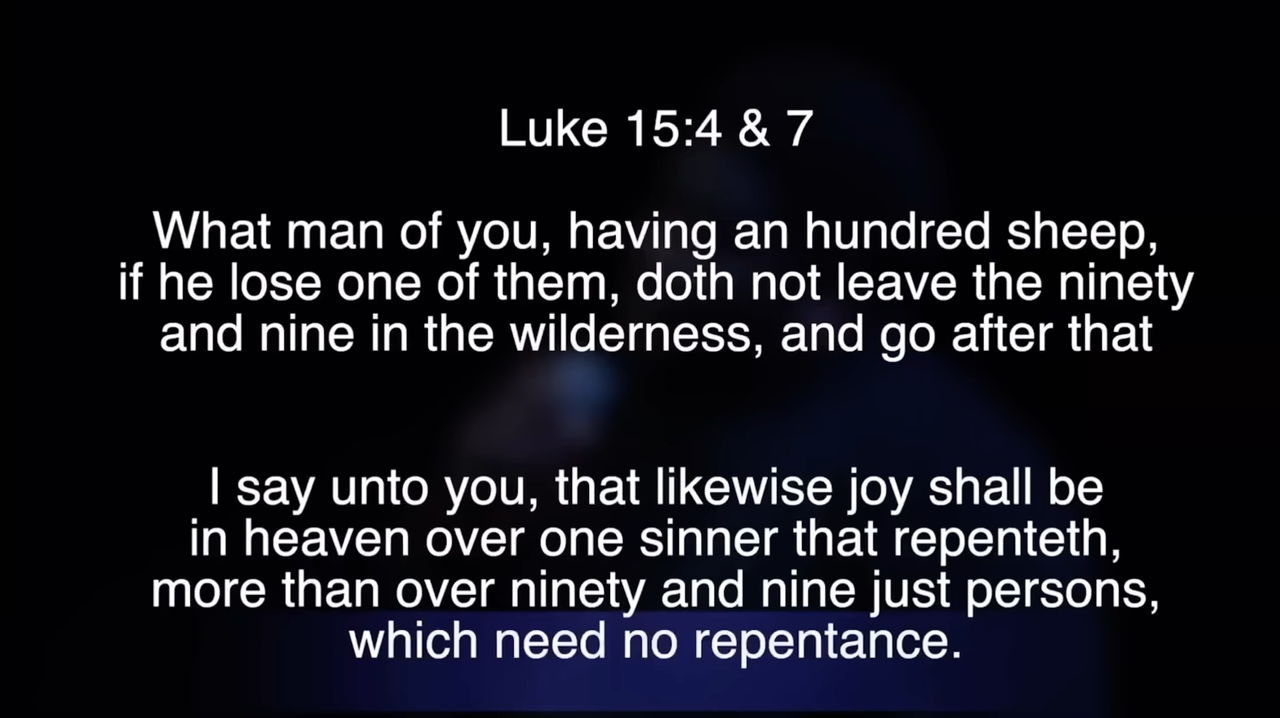 Luke 15:4 & 7
What man of you, having an hundred sheep,
if he lose one of them, doth not leave the ninety
and nine in the wilderness, and go after that
I say unto you, that likewise joy shall be
in heaven over one sinner that repenteth,
more than over ninety and nine just persons,
which need no repentance.